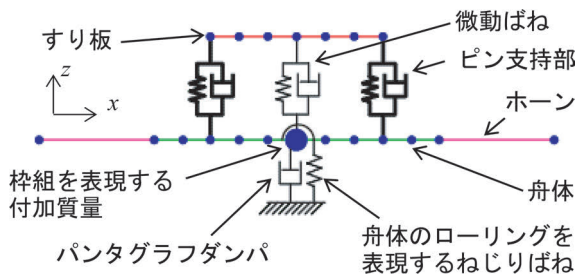 すり板
微動ばね
ピン支持部
z
x
ホーン
枠組を表現する
付加質量
舟体
パンタグラフダンパ
舟体のローリングを
表現するねじりばね